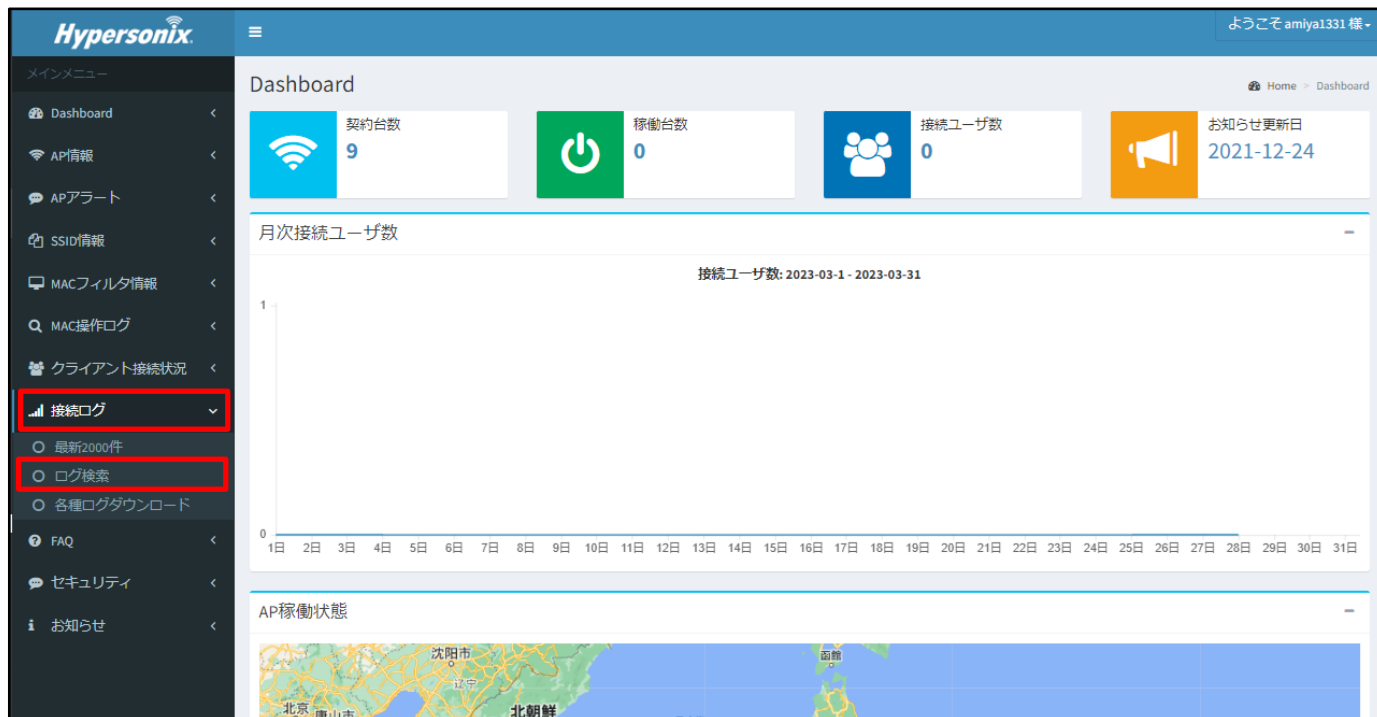 Hypersonix
ようこそ amiya1331 様
メインメニュー
Dashboard
AP情報
APアラート
SSID情報
MACフィルタ情報
MAC操作ログ
クライアント接続状況
接続ログ
最新2000件
ログ検索
各種ログダウンロード
FAQ
セキュリティ
お知らせ
Dashboard
Home > Dashboard
契約台数
9
稼働台数
0
接続ユーザ数
0
お知らせ更新日
2021-12-24
月次接続ユーザ数
接続ユーザ数: 2023-03-1 - 2023-03-31
1
0
1日 2日 3日 4日 5日 6日 7日 8日 9日 10日 11日 12日 13日 14日 15日 16日 17日 18日 19日 20日 21日 22日 23日 24日 25日 26日 27日 28日 29日 30日 31日
AP稼働状態
沈阳市
函館
辽宁
北京
唐山市
北朝鮮